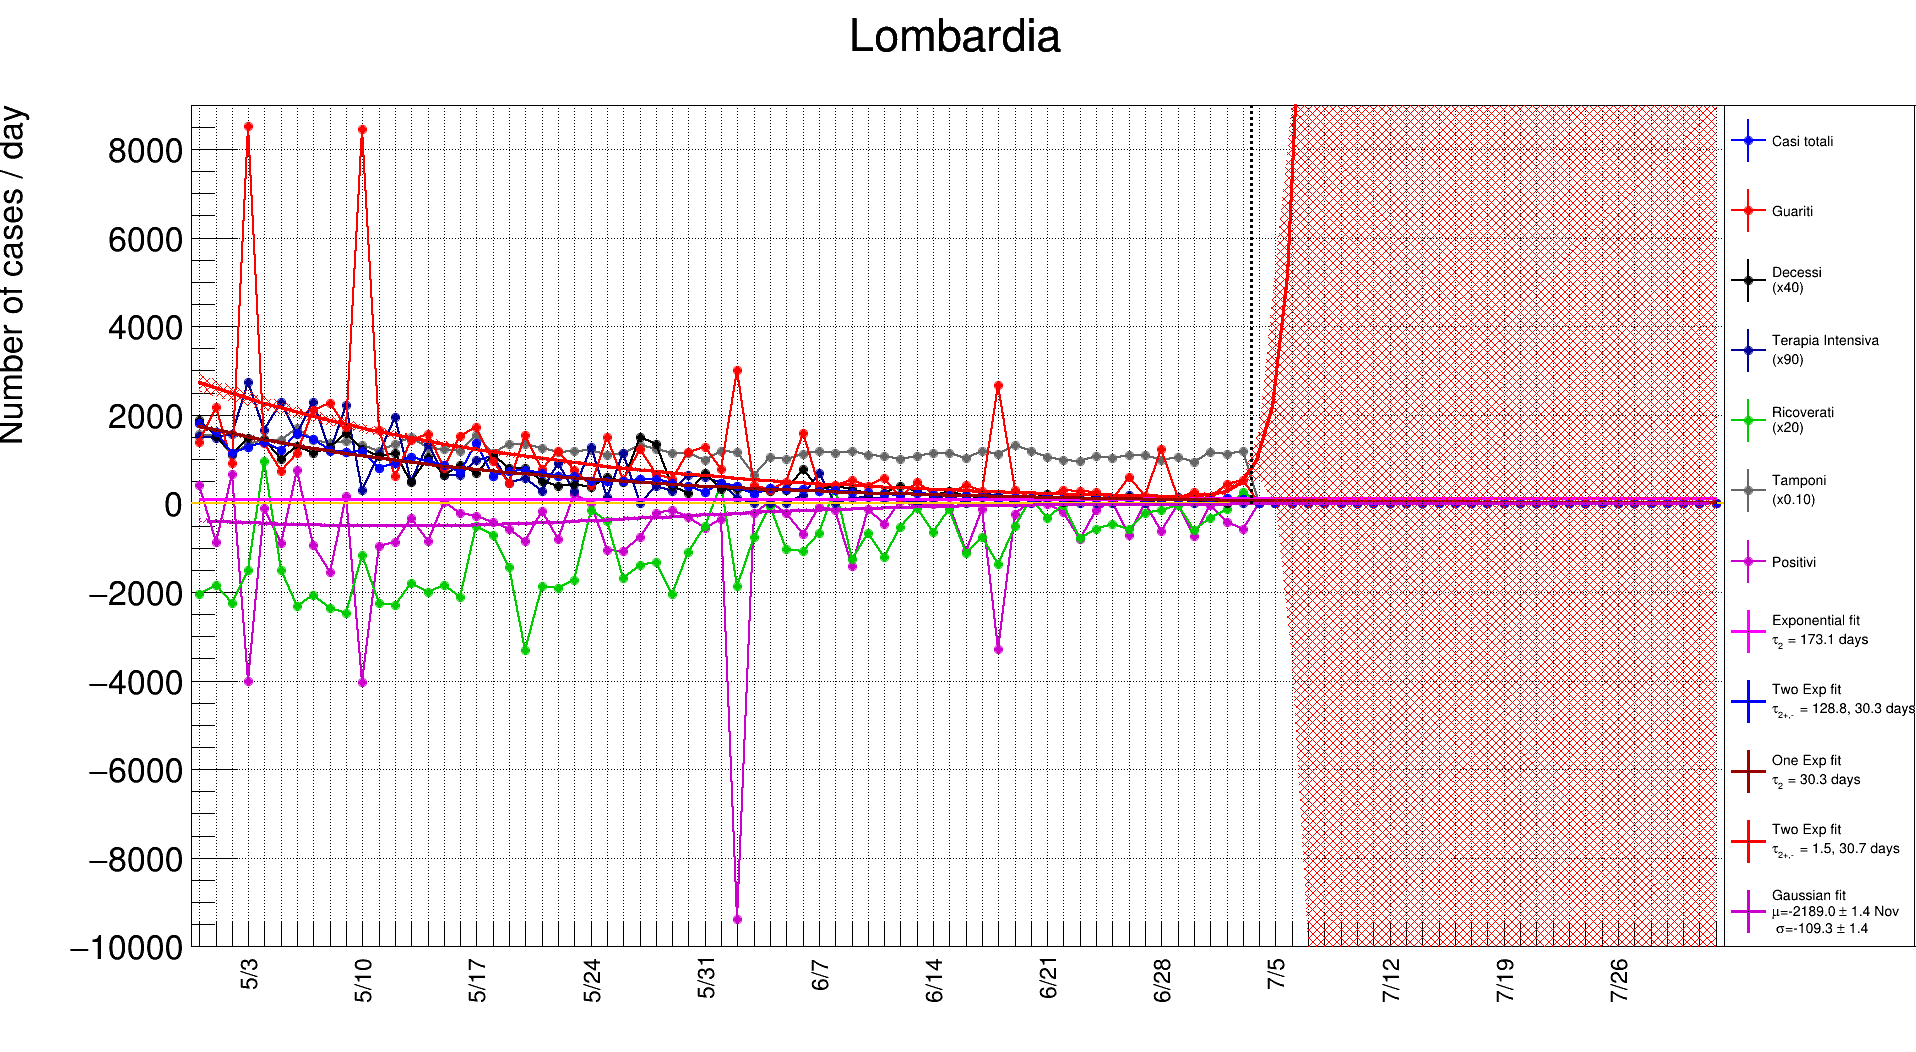 Lombardia
Number of cases / day
8000
6000
4000
2000
0
−2000
−4000
−6000
−8000
−10000
5/3
5/10
5/17
5/24
5/31
6/7
6/14
6/21
6/28
7/5
7/12
7/19
7/26
Casi totali
Guariti
Decessi
(x40)
Terapia Intensiva
(x90)
Ricoverati
(x20)
Tamponi
(x0.10)
Positivi
Exponential fit
τ2 = 173.1 days
Two Exp fit
τ2+,- = 128.8, 30.3 days
One Exp fit
τ2 = 30.3 days
Two Exp fit
τ2+,- = 1.5, 30.7 days
Gaussian fit
μ=-2189.0 ± 1.4 Nov
σ=-109.3 ± 1.4